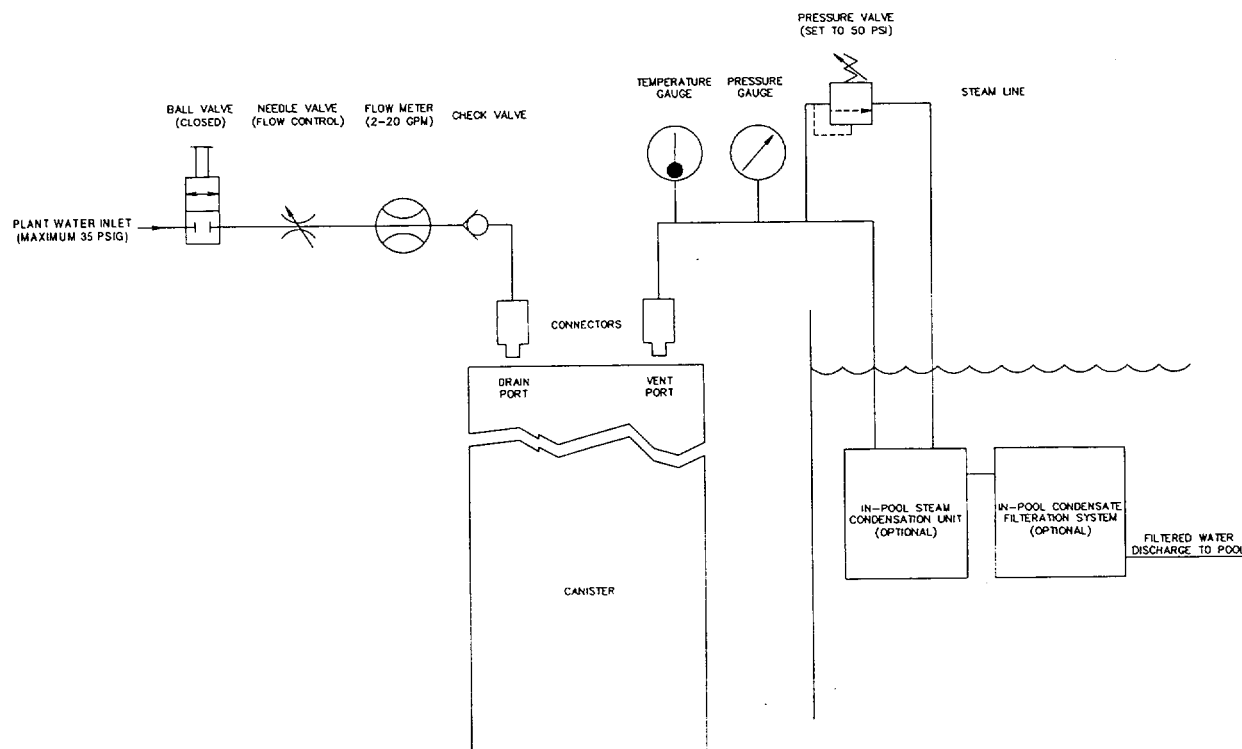 PRESSURE VALVE
(SET TO 50 PSI)
TEMPERATURE
GAUGE
PRESSURE
GAUGE
STEAM LINE
BALL VALVE
(CLOSED)
NEEDLE VALVE
(FLOW CONTROL)
FLOW METER
(2-20 GPM)
CHECK VALVE
PLANT WATER INLET
(MAXIMUM 35 PSIG)
CONNECTORS
DRAIN
PORT
VENT
PORT
IN-POOL STEAM
CONDENSATION UNIT
(OPTIONAL)
IN-POOL CONDENSATE
FILTERATION SYSTEM
(OPTIONAL)
FILTERED WATER
DISCHARGE TO POOL
CANISTER